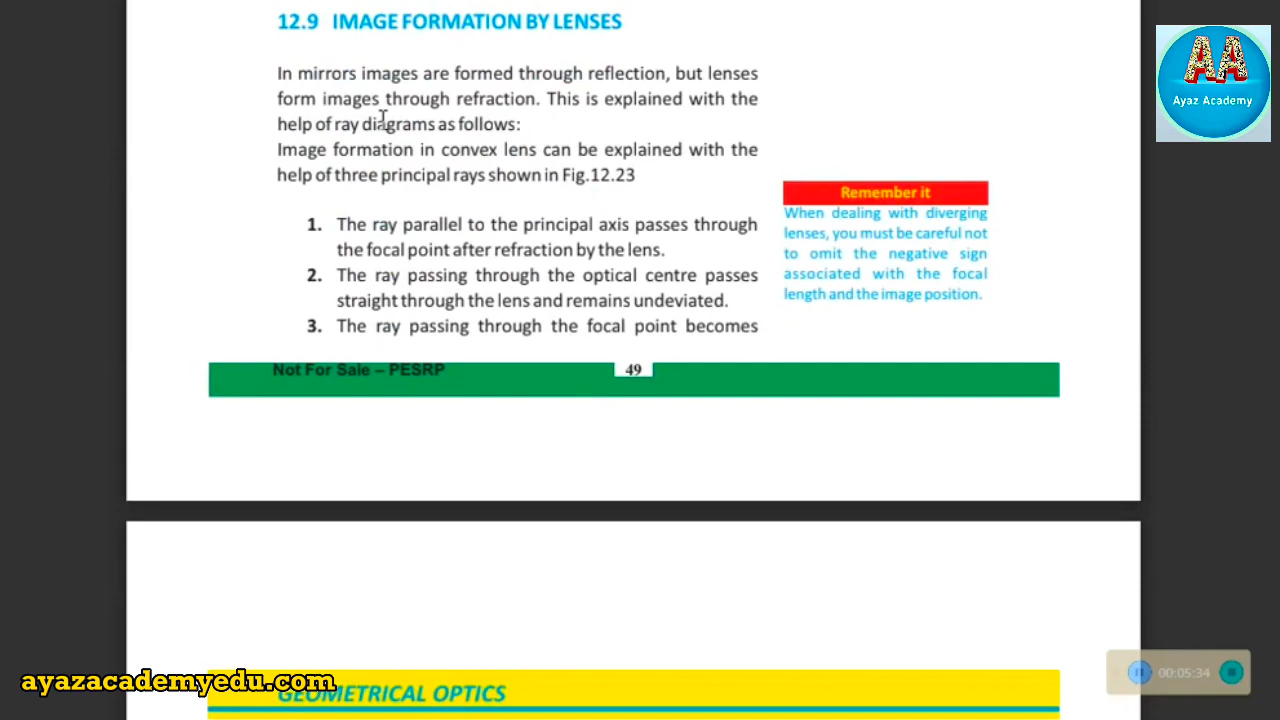 12.9 IMAGE FORMATION BY LENSES
In mirrors images are formed through reflection, but lenses
form images through refraction. This is explained with the
help of ray diagrams as follows:
Image formation in convex lens can be explained with the
help of three principal rays shown in Fig.12.23
1. The ray parallel to the principal axis passes through
the focal point after refraction by the lens.
2. The ray passing through the optical centre passes
straight through the lens and remains undeviated.
3. The ray passing through the focal point becomes
Remember it
When dealing with diverging
lenses, you must be careful not
to omit the negative sign
associated with the focal
length and the image position.
Not For Sale – PESRP
49
GEOMETRICAL OPTICS
AA
Ayaz Academy
ayazacademyedu.com
00:05:34